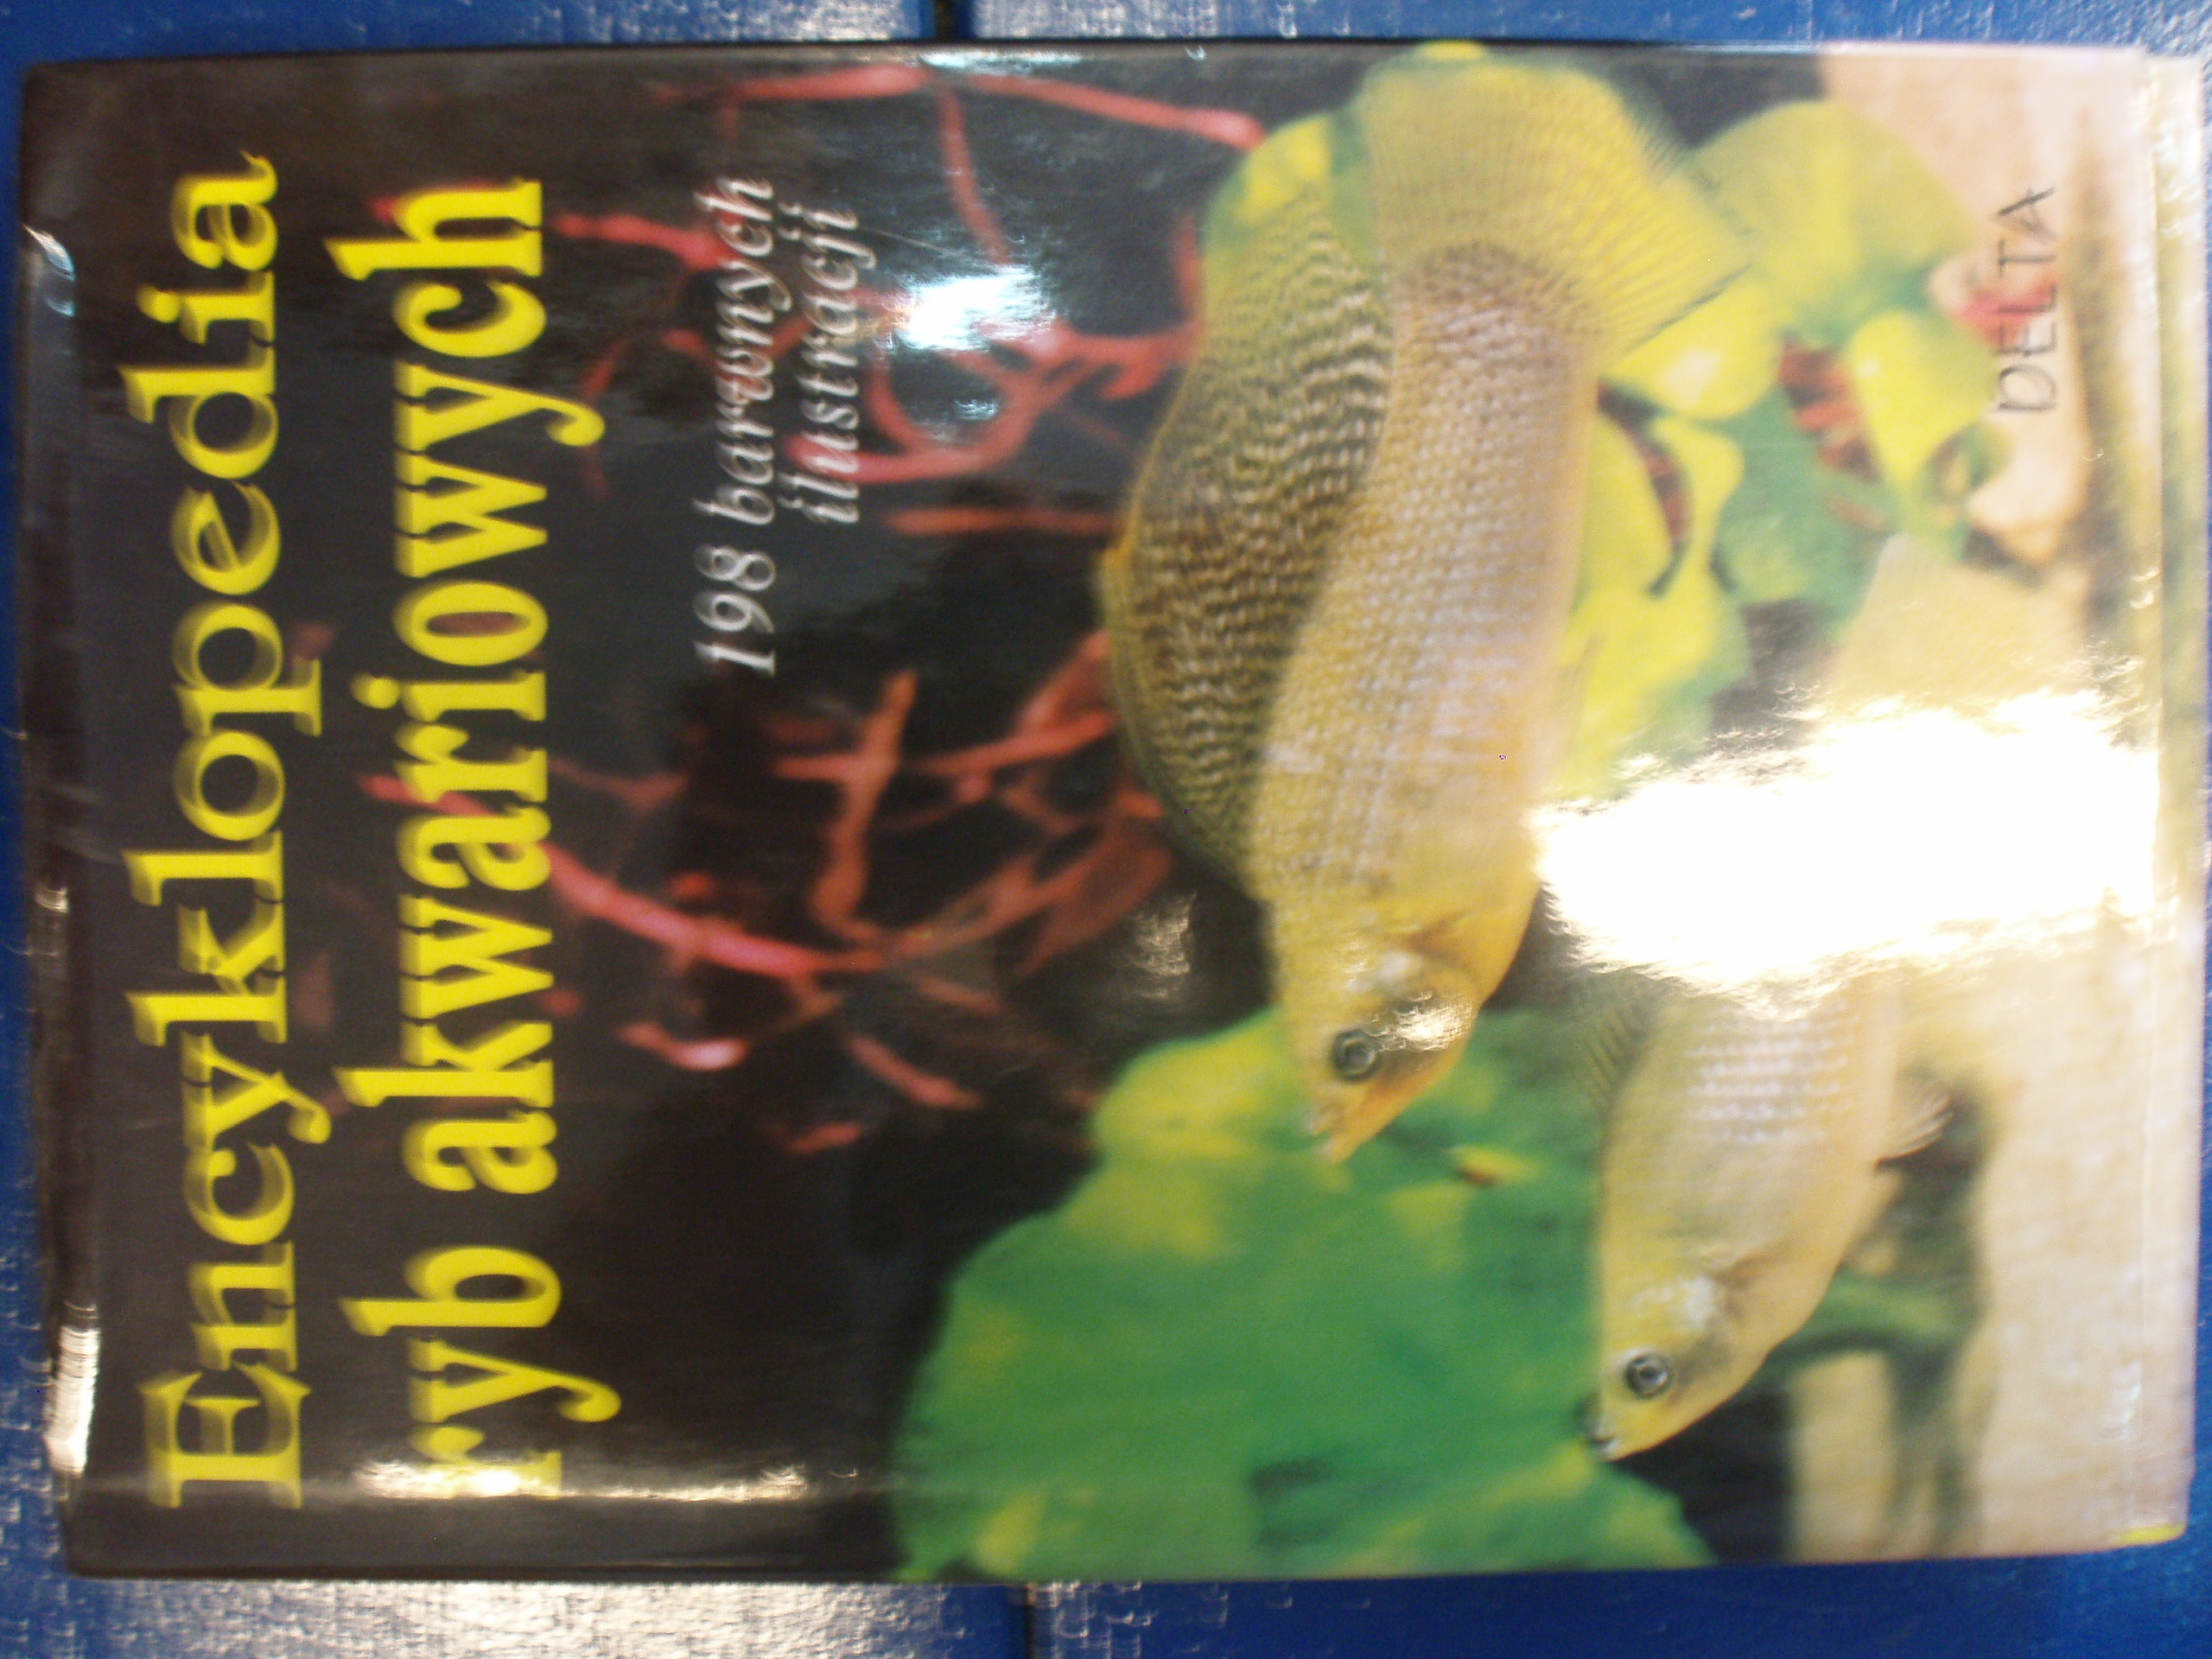 Encyklopedia
ryb akwariowych
198 barwnych
ilustracji
DELTA